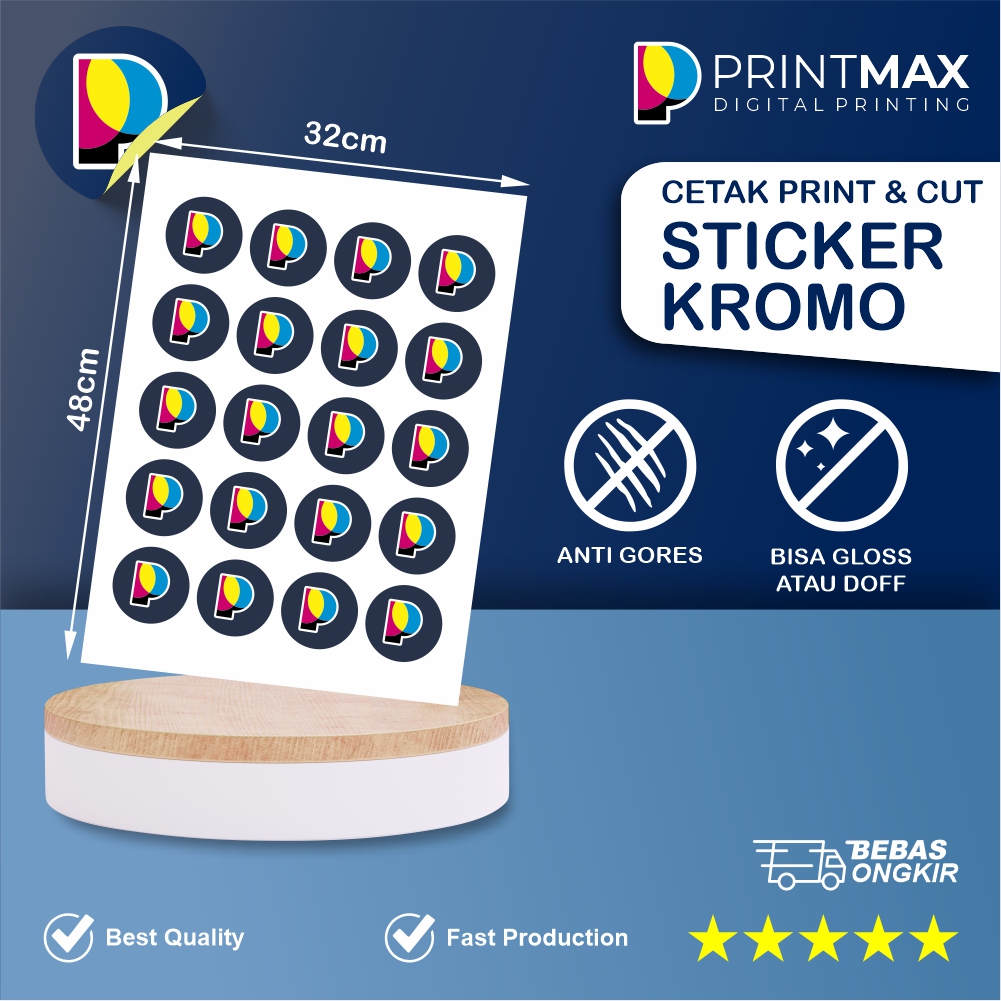 PRINTMAX
DIGITAL PRINTING
32cm
48cm
CETAK PRINT & CUT
STICKER
KROMO
ANTI GORES
BISA GLOSS
ATAU DOFF
BEBAS
ONGKIR
Best Quality
Fast Production